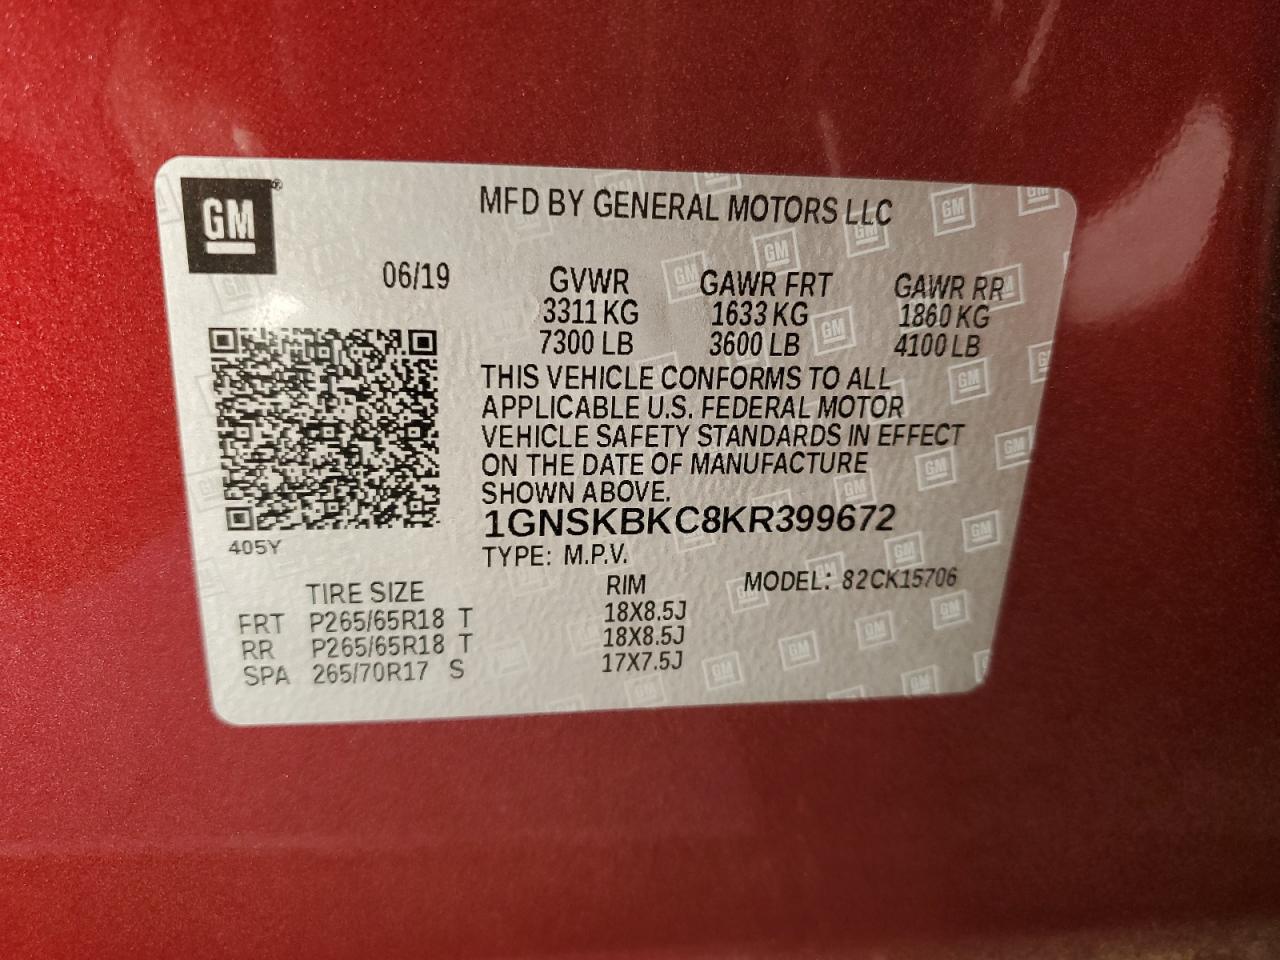 GM
MFD BY GENERAL MOTORS LLC
06/19 GVWR GAWR FRT GAWR RR
3311 KG 1633 KG 1860 KG
7300 LB 3600 LB 4100 LB
THIS VEHICLE CONFORMS TO ALL
APPLICABLE U.S. FEDERAL MOTOR
VEHICLE SAFETY STANDARDS IN EFFECT
ON THE DATE OF MANUFACTURE
SHOWN ABOVE.
1GNSKBKC8KR399672
405Y
TYPE: M.P.V.
TIRE SIZE RIM MODEL: 82CK15706
FRT P265/65R18 T 18X8.5J
RR P265/65R18 T 18X8.5J
SPA 265/70R17 S 17X7.5J